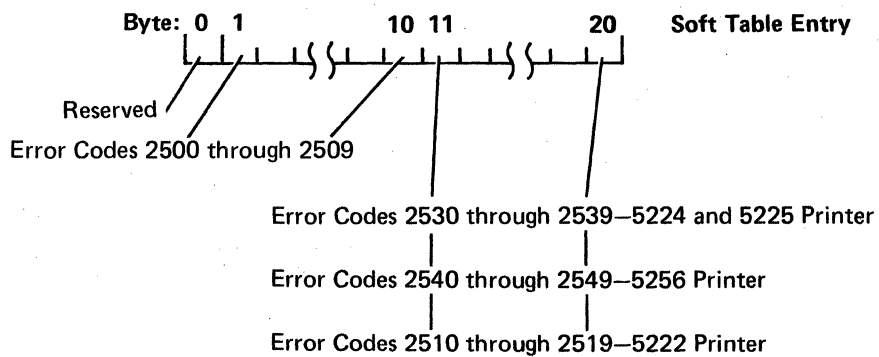 Byte: 0 1 10 11 20 Soft Table Entry
Reserved
Error Codes 2500 through 2509
Error Codes 2530 through 2539—5224 and 5225 Printer
Error Codes 2540 through 2549—5256 Printer
Error Codes 2510 through 2519—5222 Printer